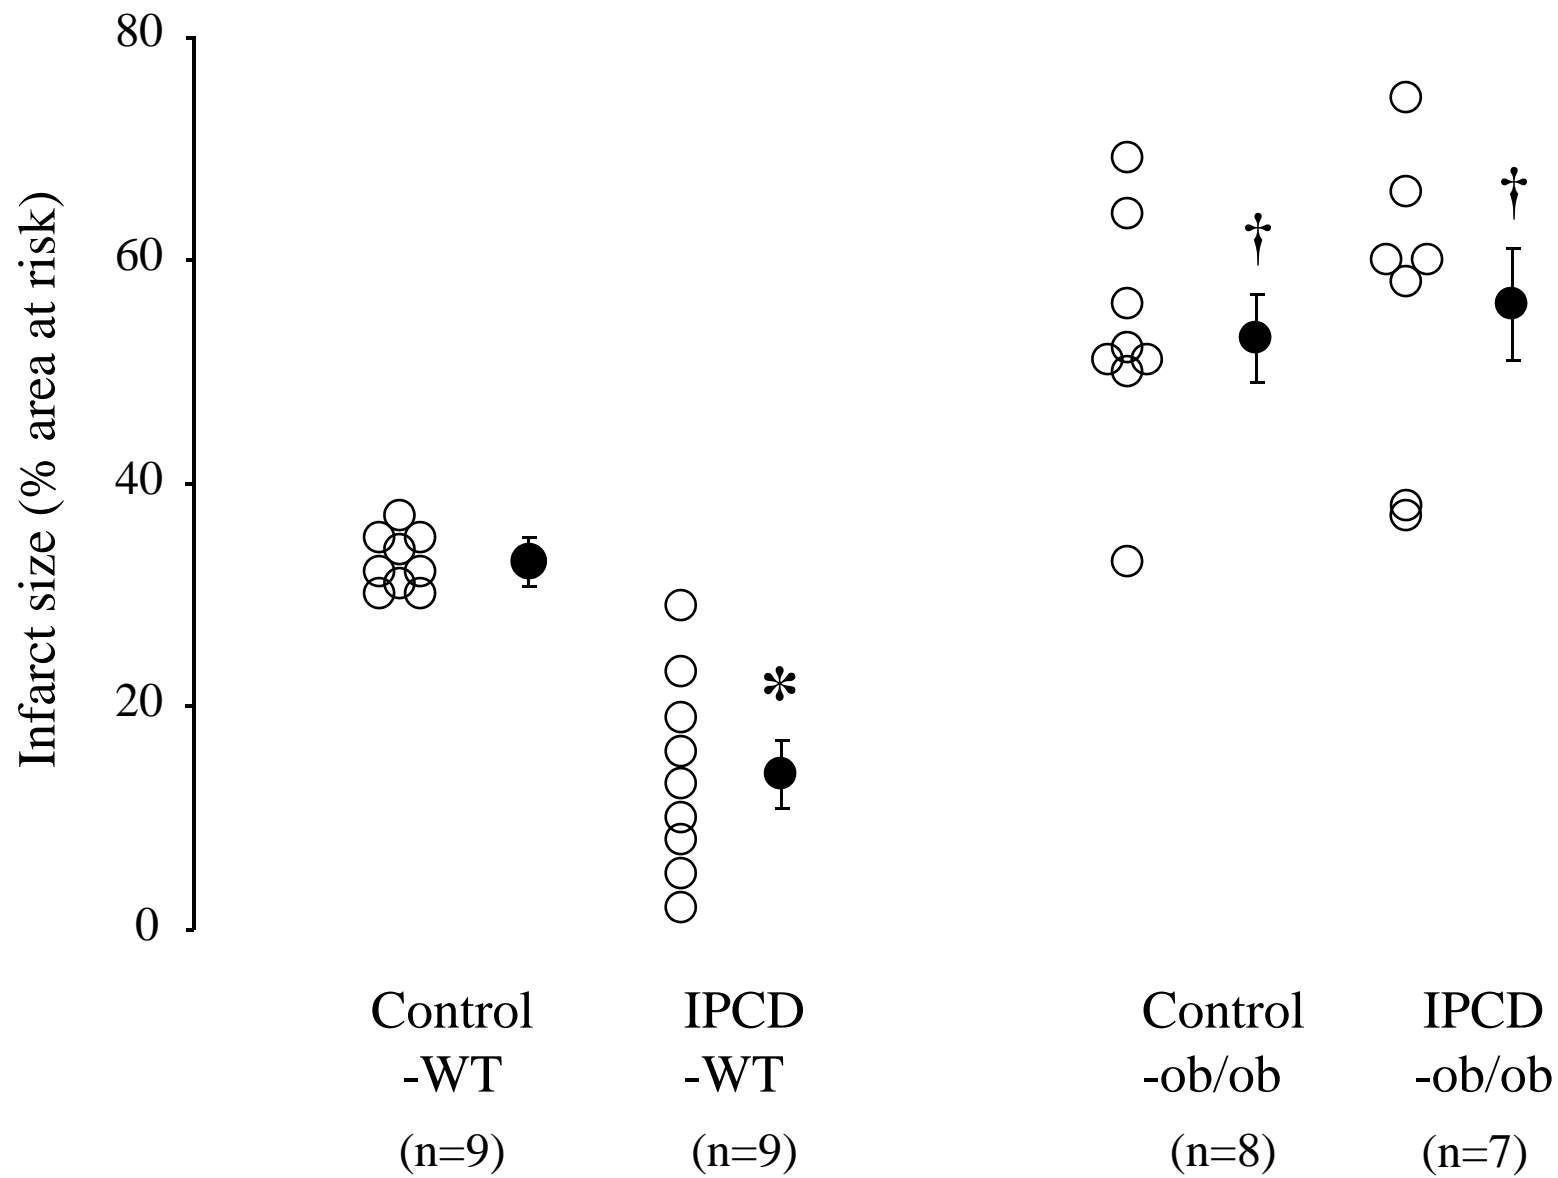 Infarct size (% area at risk)
80
60
40
20
0
†
†
*
Control
-WT
(n=9)
IPCD
-WT
(n=9)
Control
-ob/ob
(n=8)
IPCD
-ob/ob
(n=7)